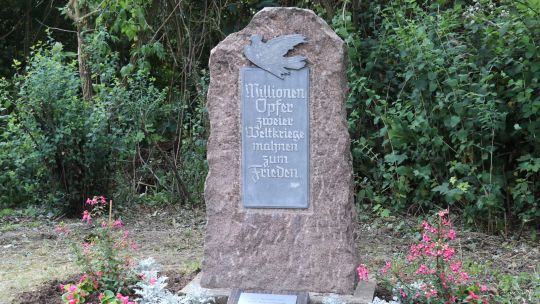 Millionen
Opfer
zweier
Weltkriege
mahnen
zum
Frieden.